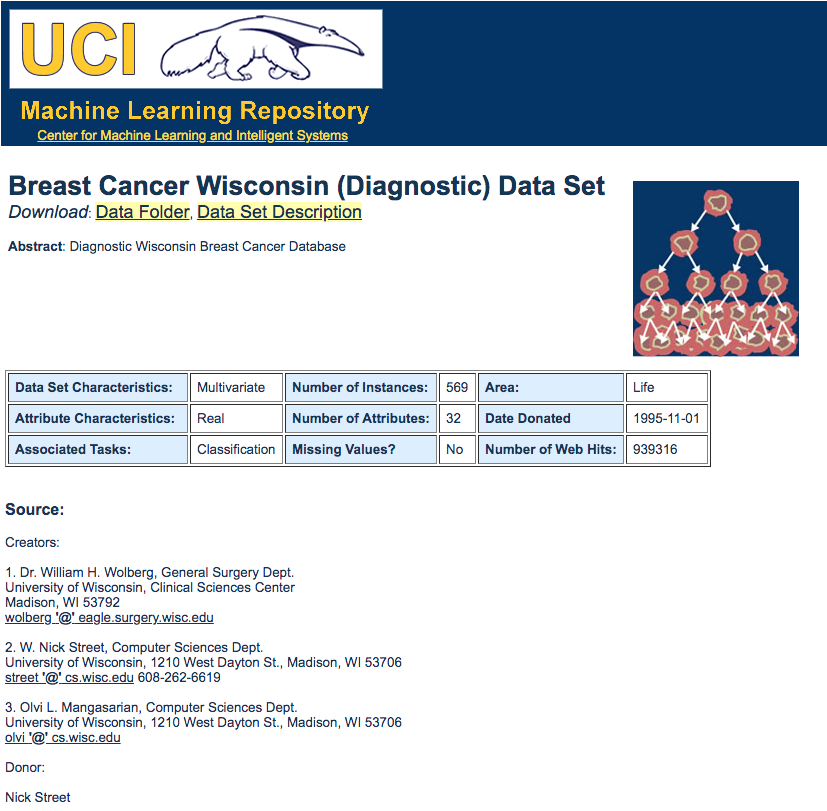 UCI
Machine Learning Repository
Center for Machine Learning and Intelligent Systems
Breast Cancer Wisconsin (Diagnostic) Data Set
Download: Data Folder, Data Set Description
Abstract: Diagnostic Wisconsin Breast Cancer Database
Data Set Characteristics: Multivariate Number of Instances: 569 Area: Life
Attribute Characteristics: Real Number of Attributes: 32 Date Donated 1995-11-01
Associated Tasks: Classification Missing Values? No Number of Web Hits: 939316
Source:
Creators:
1. Dr. William H. Wolberg, General Surgery Dept.
University of Wisconsin, Clinical Sciences Center
Madison, WI 53792
wolberg '@' eagle.surgery.wisc.edu
2. W. Nick Street, Computer Sciences Dept.
University of Wisconsin, 1210 West Dayton St., Madison, WI 53706
street '@' cs.wisc.edu 608-262-6619
3. Olvi L. Mangasarian, Computer Sciences Dept.
University of Wisconsin, 1210 West Dayton St., Madison, WI 53706
olvi '@' cs.wisc.edu
Donor:
Nick Street